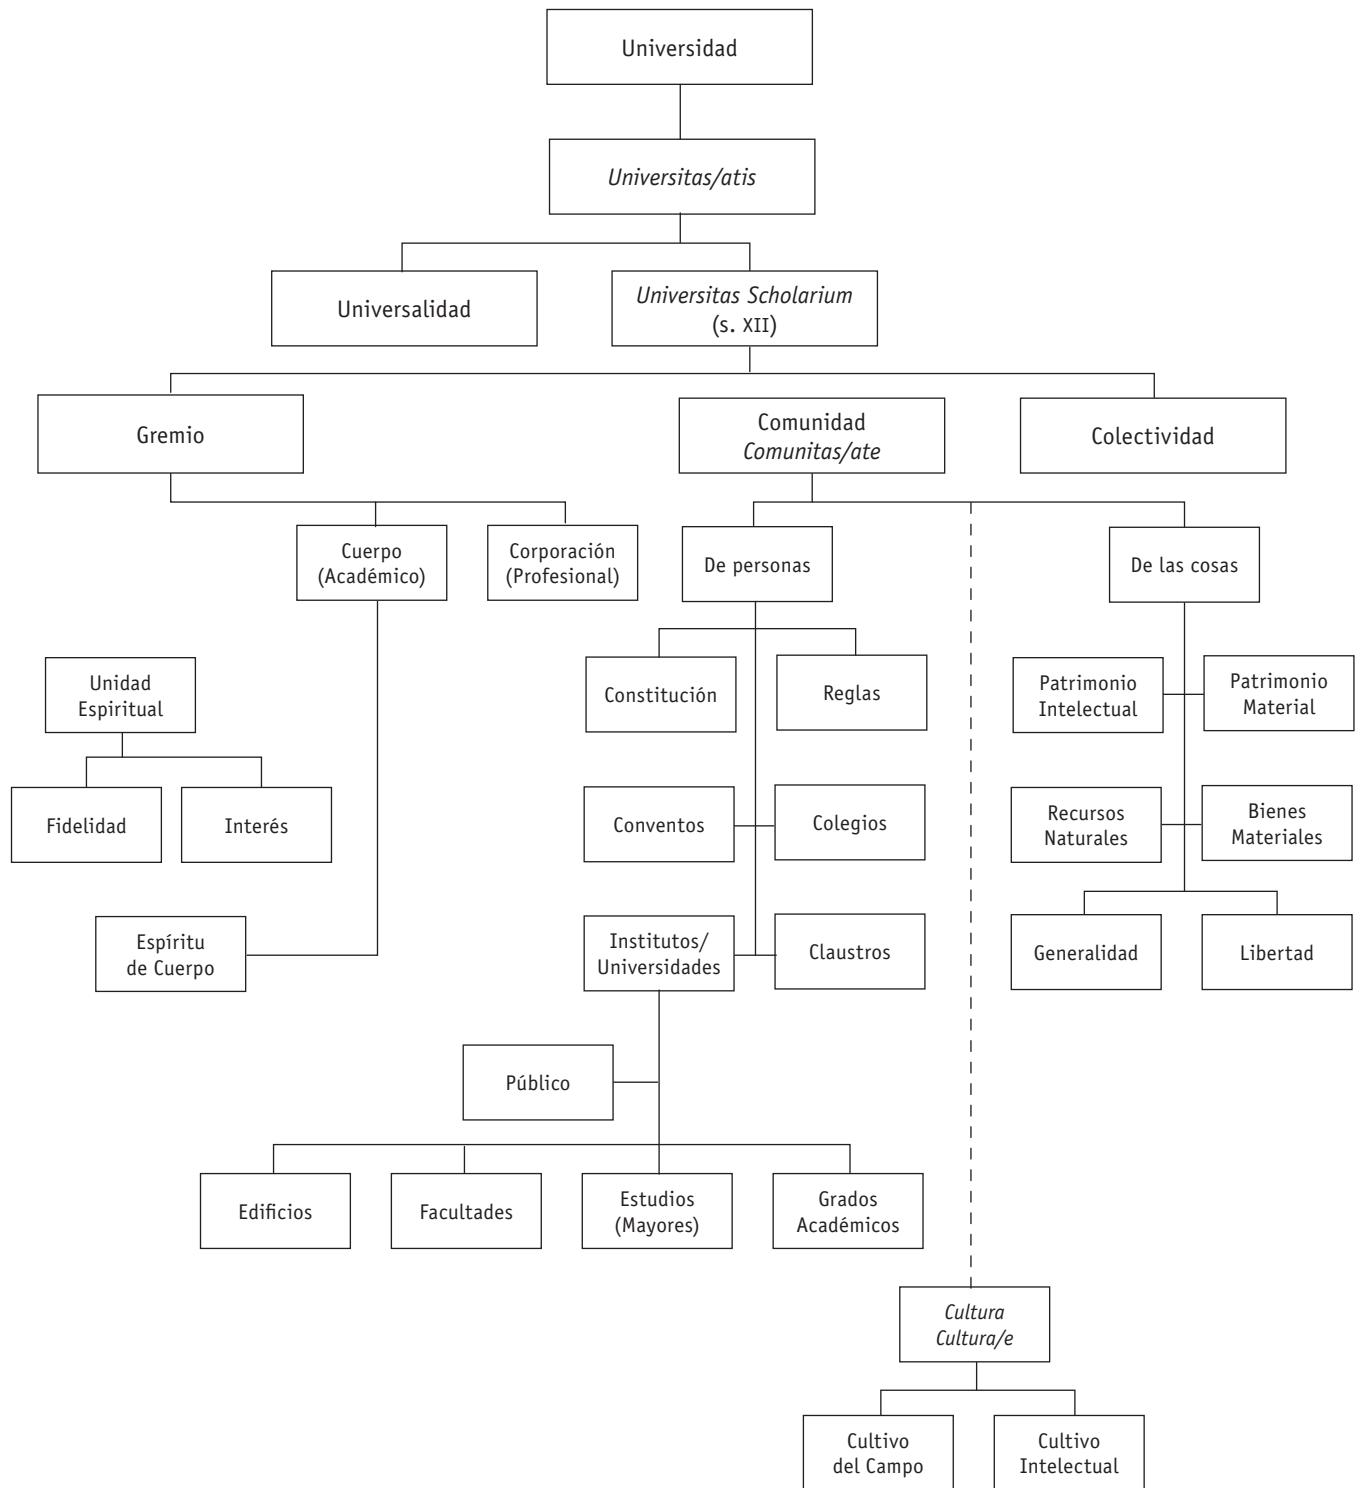 Universidad
Universitas/atis
Universalidad
Universitas Scholarium
(s. XII)
Gremio
Comunidad
Comunitas/ate
Colectividad
Cuerpo
(Académico)
Corporación
(Profesional)
De personas
De las cosas
Unidad
Espiritual
Constitución
Reglas
Patrimonio
Intelectual
Patrimonio
Material
Fidelidad
Interés
Conventos
Colegios
Recursos
Naturales
Bienes
Materiales
Espíritu
de Cuerpo
Institutos/
Universidades
Claustros
Generalidad
Libertad
Público
Edificios
Facultades
Estudios
(Mayores)
Grados
Académicos
Cultura
Cultura/e
Cultivo
del Campo
Cultivo
Intelectual